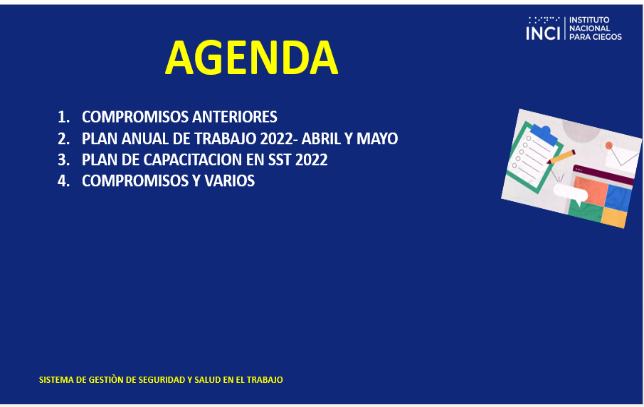 INCI
INSTITUTO
NACIONAL
PARA CIEGOS
AGENDA
1. COMPROMISOS ANTERIORES
2. PLAN ANUAL DE TRABAJO 2022- ABRIL Y MAYO
3. PLAN DE CAPACITACION EN SST 2022
4. COMPROMISOS Y VARIOS
SISTEMA DE GESTIÒN DE SEGURIDAD Y SALUD EN EL TRABAJO